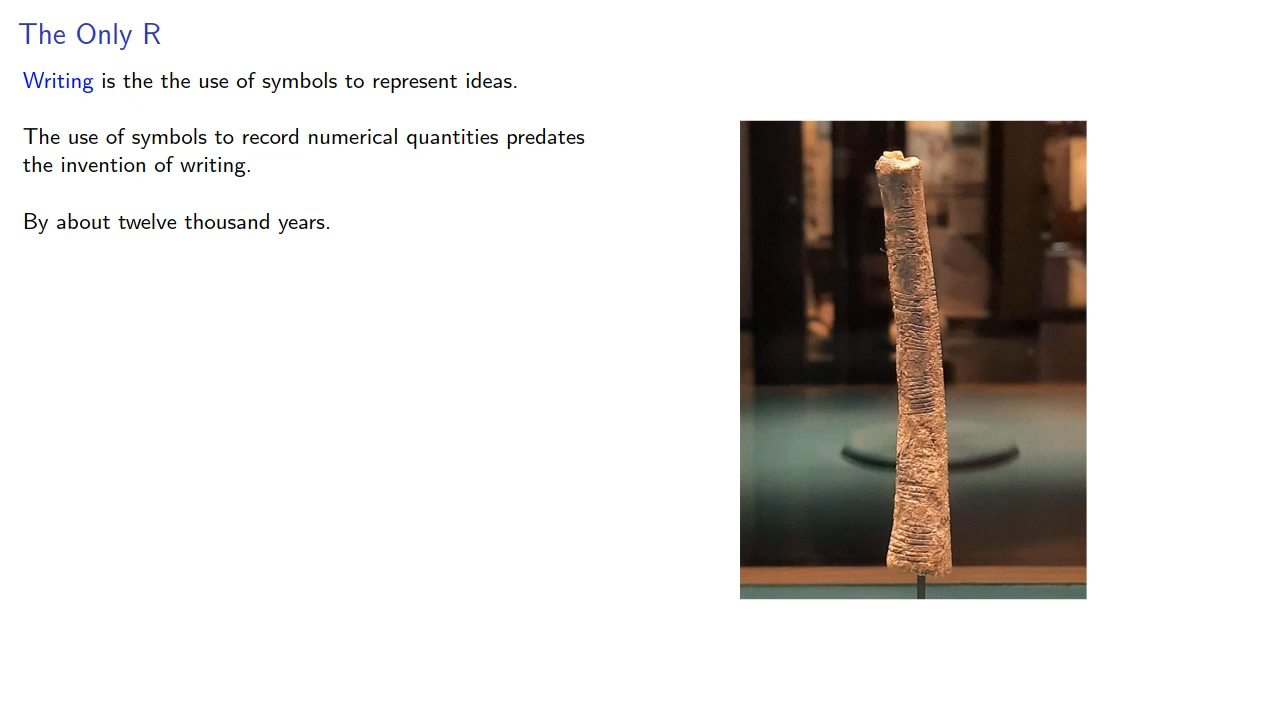 The Only R
Writing is the the use of symbols to represent ideas.
The use of symbols to record numerical quantities predates
the invention of writing.
By about twelve thousand years.